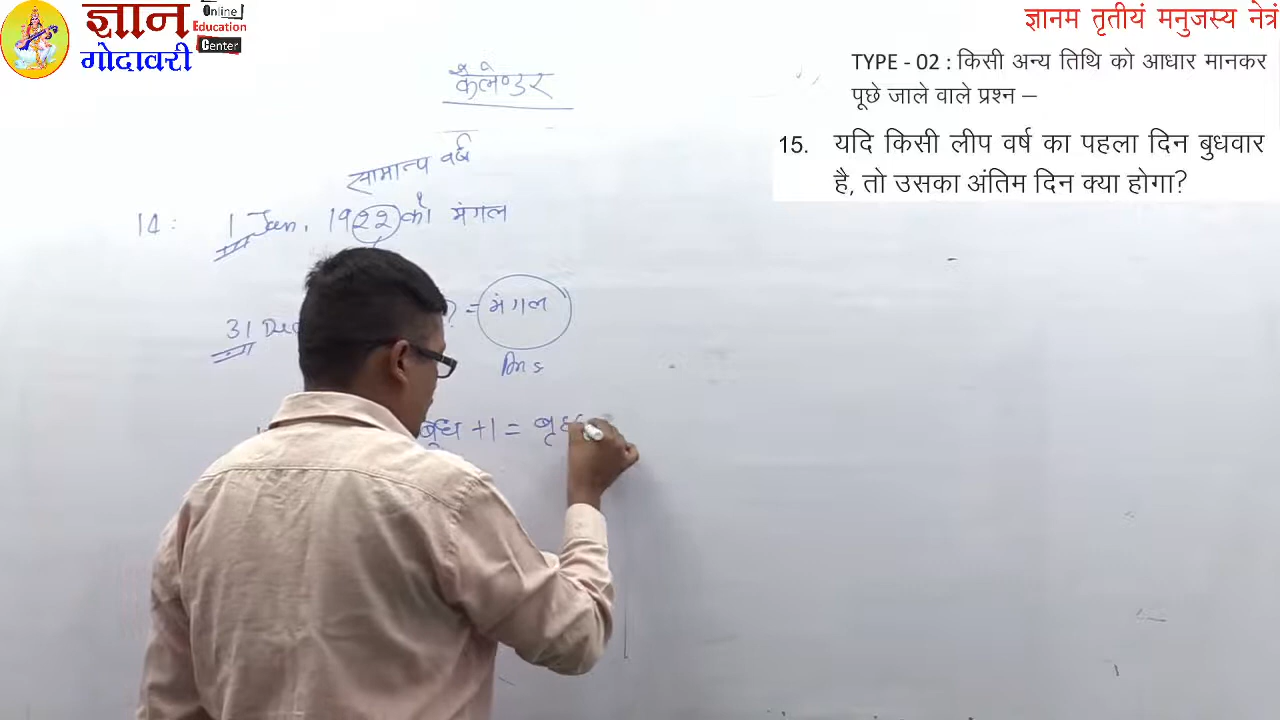 ज्ञान
गोदावरी
Online
Education
Center
ज्ञानम तृतीयं मनुजस्य नेत्रं
TYPE - 02 : किसी अन्य तिथि को आधार मानकर
पूछे जाले वाले प्रश्न –
15. यदि किसी लीप वर्ष का पहला दिन बुधवार
है, तो उसका अंतिम दिन क्या होगा?
कैलेण्डर
सामान्य वर्ष
14: 1 Jan. 1922 को मंगल
31 Dec ? = मंगल
Ans
बुध +1 =